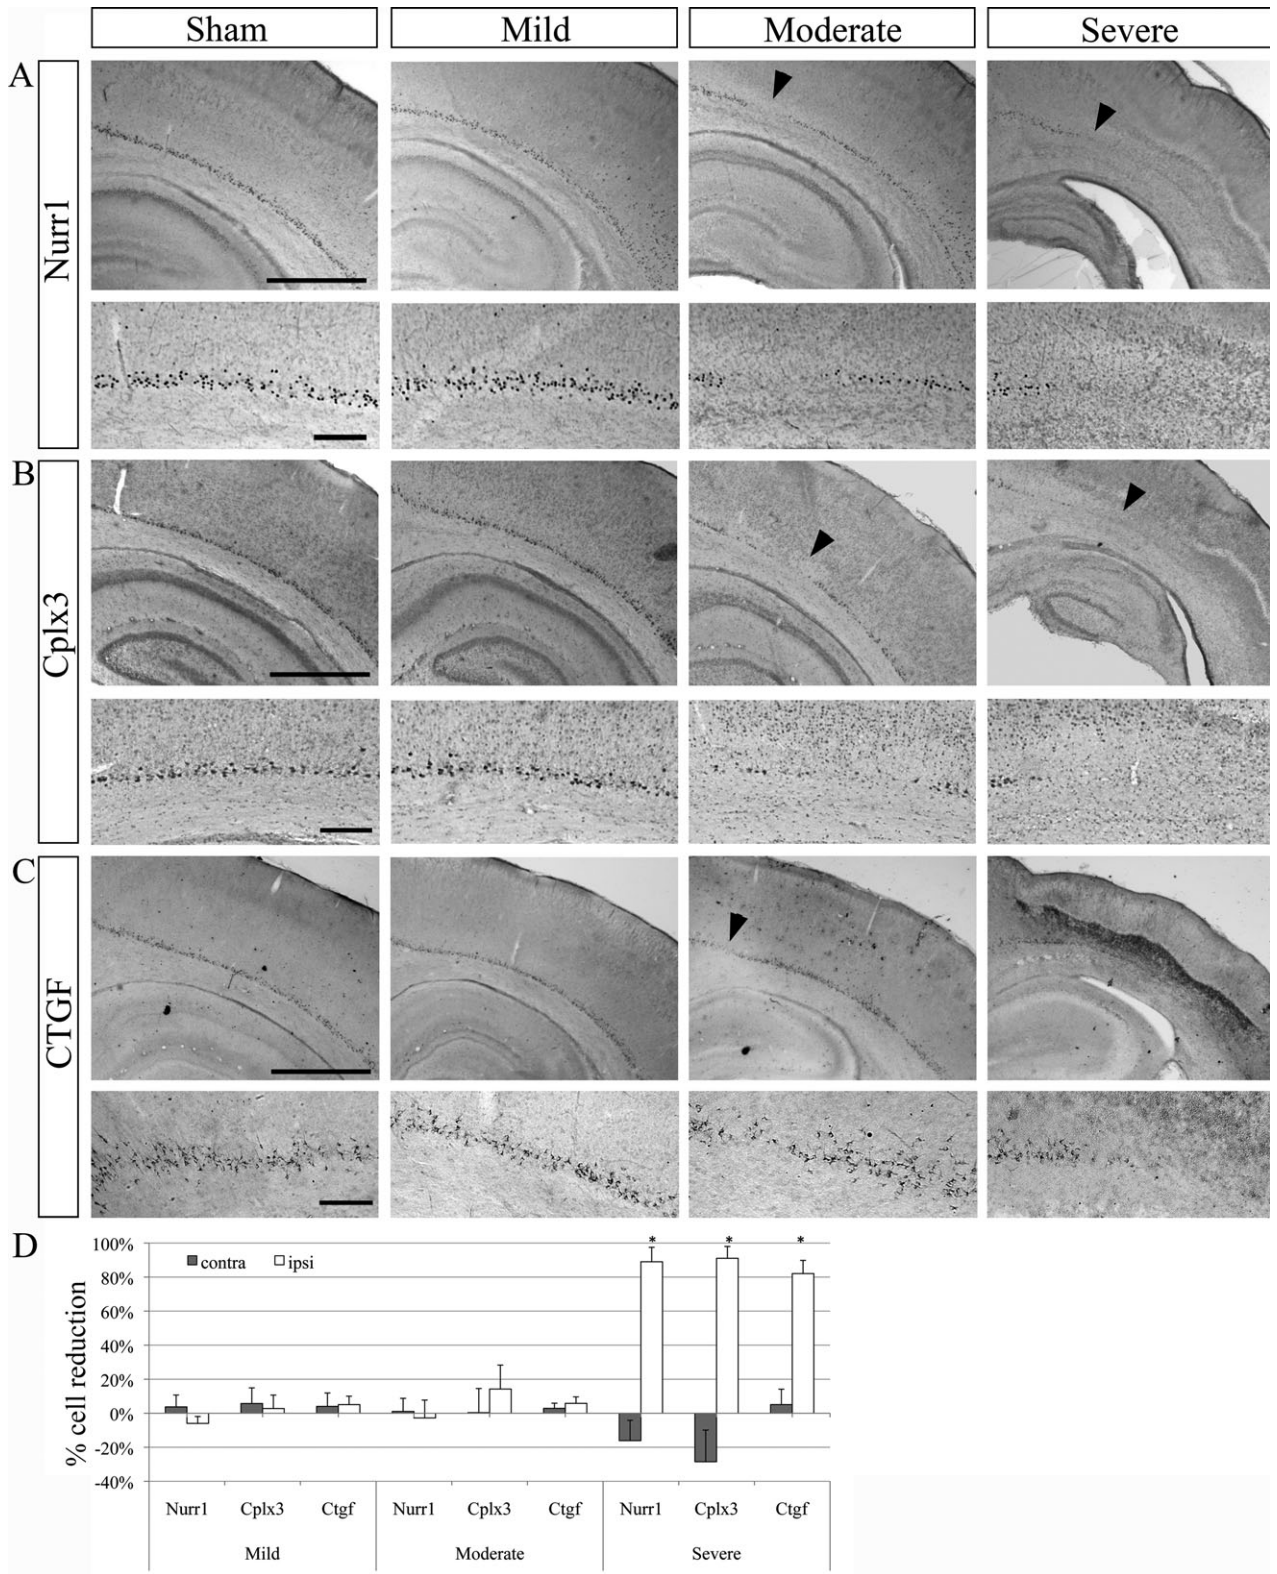 Sham Mild Moderate Severe
A
Nurr1
B
Cplx3
C
CTGF
D
% cell reduction
100%
80%
60%
40%
20%
0%
-20%
-40%
contra ipsi
* * *
Nurr1 Cplx3 Ctgf Nurr1 Cplx3 Ctgf Nurr1 Cplx3 Ctgf
Mild Moderate Severe